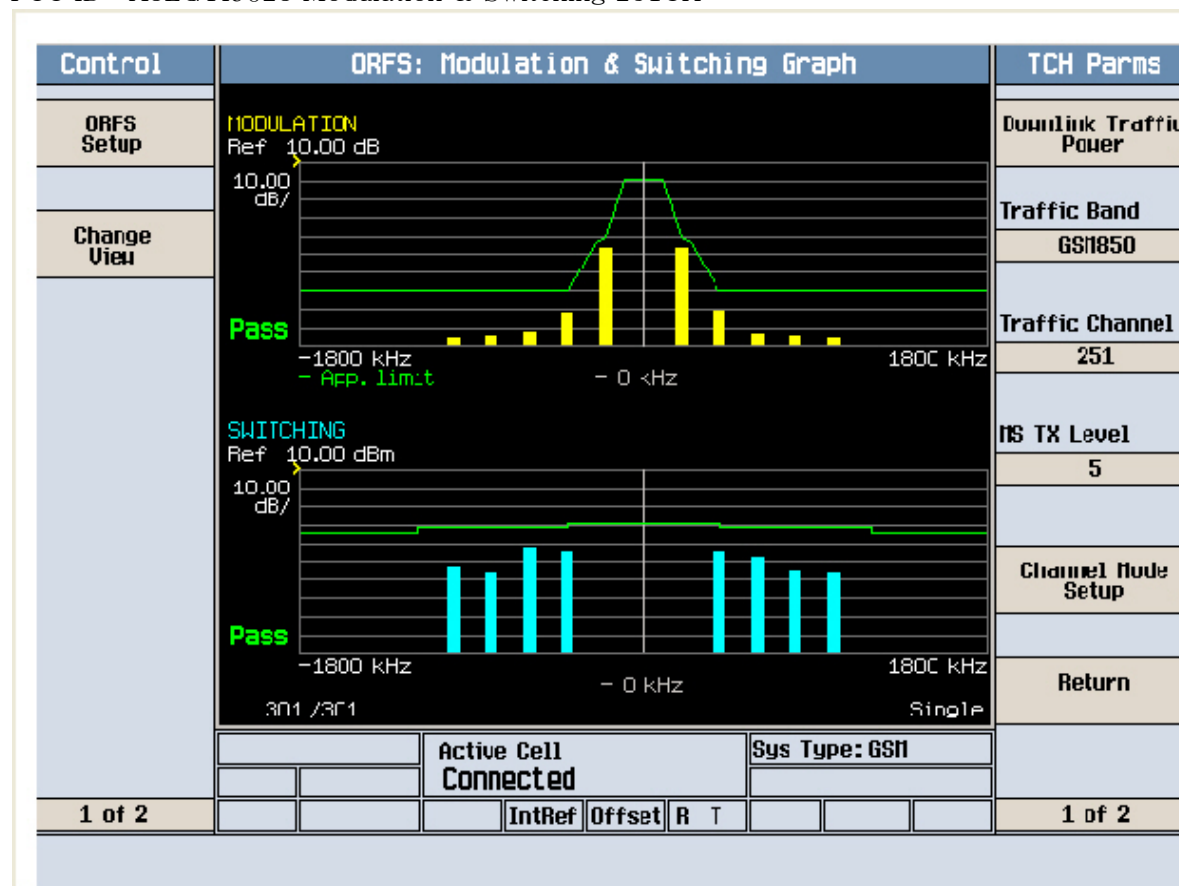 Control
ORFS: Modulation & Switching Graph
TCH Parms
ORFS
Setup
Change
View
1 of 2
MODULATION
Ref 10.00 dB
10.00
dB/
Pass
-1800 kHz
1800 kHz
- App. limit
- 0 kHz
SWITCHING
Ref 10.00 dBm
10.00
dB/
Pass
-1800 kHz
1800 kHz
- 0 kHz
301 /301
Single
Active Cell
Connected
Sys Type: GSM
IntRef Offset R T
Downlink Traffic
Power
Traffic Band
GSM850
Traffic Channel
251
MS TX Level
5
Channel Mode
Setup
Return
1 of 2